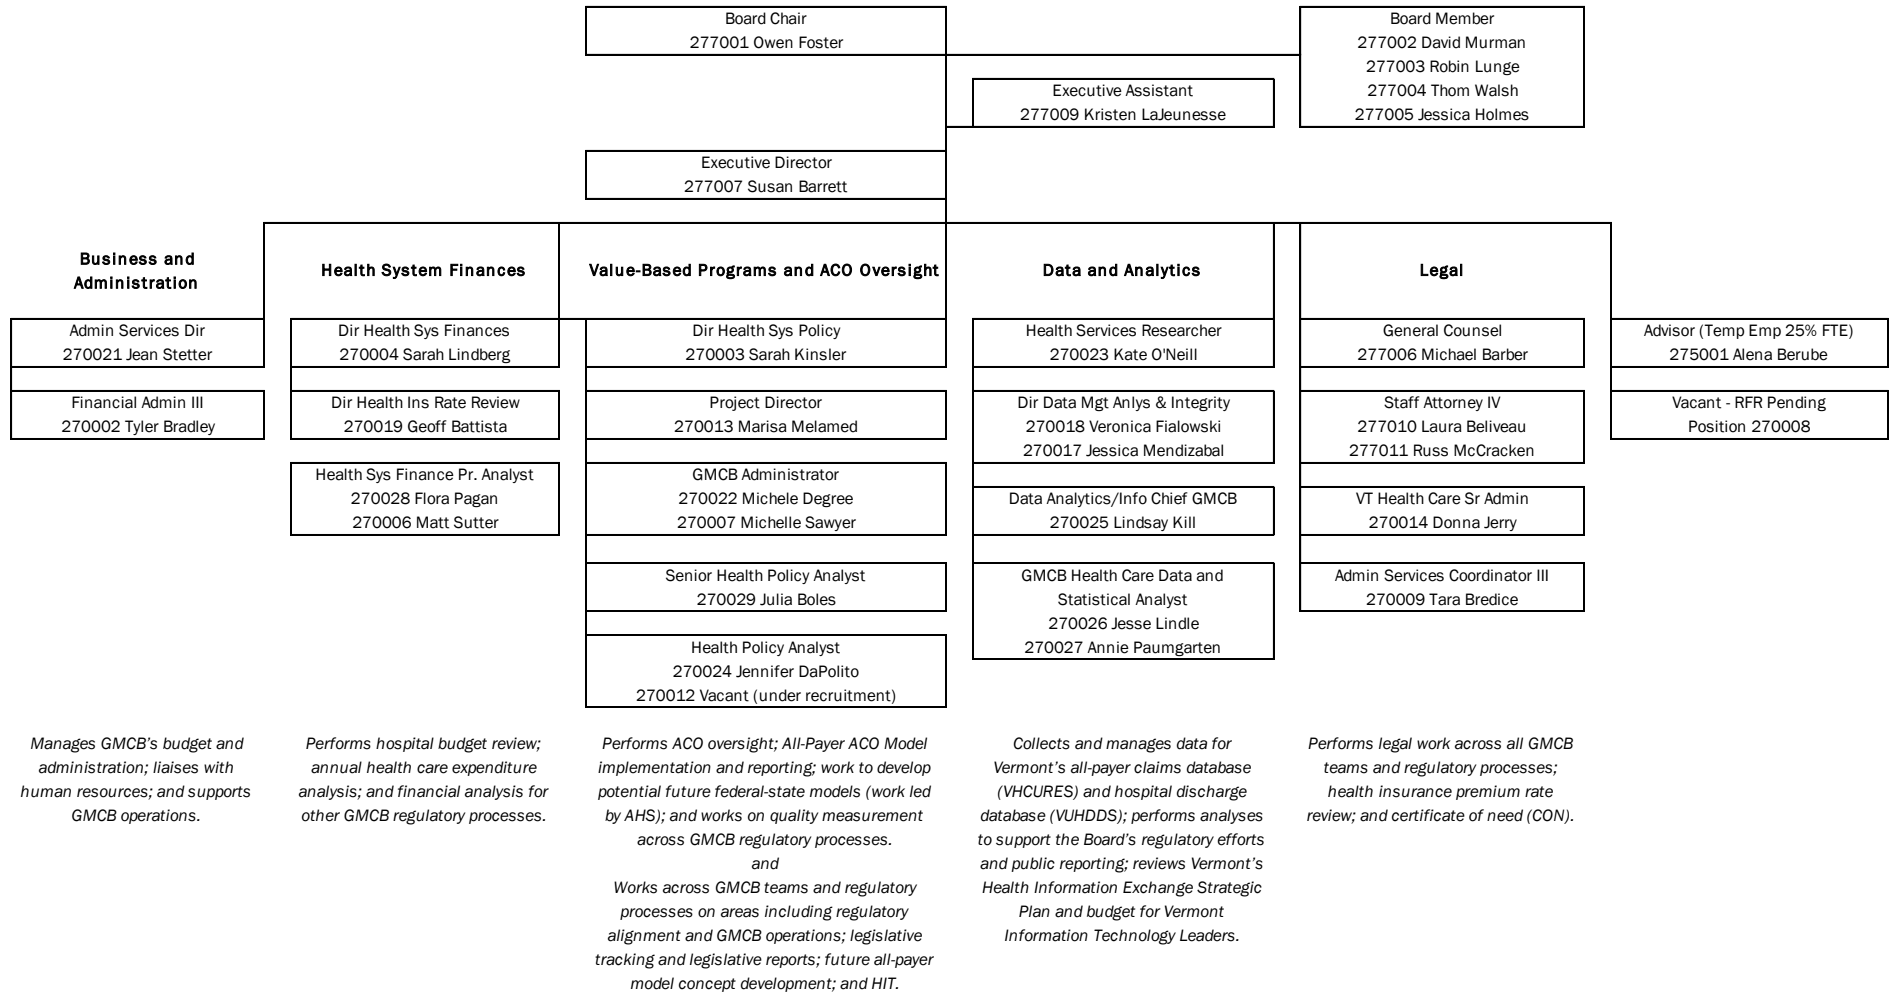 Board Chair
277001 Owen Foster
Board Member
277002 David Murman
277003 Robin Lunge
277004 Thom Walsh
277005 Jessica Holmes
Executive Assistant
277009 Kristen LaJeunesse
Executive Director
277007 Susan Barrett
Business and
Administration
Admin Services Dir
270021 Jean Stetter
Financial Admin III
270002 Tyler Bradley
Manages GMCB’s budget and
administration; liaises with
human resources; and supports
GMCB operations.
Health System Finances
Dir Health Sys Finances
270004 Sarah Lindberg
Dir Health Ins Rate Review
270019 Geoff Battista
Health Sys Finance Pr. Analyst
270028 Flora Pagan
270006 Matt Sutter
Performs hospital budget review;
annual health care expenditure
analysis; and financial analysis for
other GMCB regulatory processes.
Value-Based Programs and ACO Oversight
Dir Health Sys Policy
270003 Sarah Kinsler
Project Director
270013 Marisa Melamed
GMCB Administrator
270022 Michele Degree
270007 Michelle Sawyer
Senior Health Policy Analyst
270029 Julia Boles
Health Policy Analyst
270024 Jennifer DaPolito
270012 Vacant (under recruitment)
Performs ACO oversight; All-Payer ACO Model
implementation and reporting; work to develop
potential future federal-state models (work led
by AHS); and works on quality measurement
across GMCB regulatory processes.
and
Works across GMCB teams and regulatory
processes on areas including regulatory
alignment and GMCB operations; legislative
tracking and legislative reports; future all-payer
model concept development; and HIT.
Data and Analytics
Health Services Researcher
270023 Kate O'Neill
Dir Data Mgt Anlys & Integrity
270018 Veronica Fialowski
270017 Jessica Mendizabal
Data Analytics/Info Chief GMCB
270025 Lindsay Kill
GMCB Health Care Data and
Statistical Analyst
270026 Jesse Lindle
270027 Annie Paumgarten
Collects and manages data for
Vermont’s all-payer claims database
(VHCURES) and hospital discharge
database (VUHDDS); performs analyses
to support the Board’s regulatory efforts
and public reporting; reviews Vermont’s
Health Information Exchange Strategic
Plan and budget for Vermont
Information Technology Leaders.
Legal
General Counsel
277006 Michael Barber
Staff Attorney IV
277010 Laura Beliveau
277011 Russ McCracken
VT Health Care Sr Admin
270014 Donna Jerry
Admin Services Coordinator III
270009 Tara Bredice
Performs legal work across all GMCB
teams and regulatory processes;
health insurance premium rate
review; and certificate of need (CON).
Advisor (Temp Emp 25% FTE)
275001 Alena Berube
Vacant - RFR Pending
Position 270008